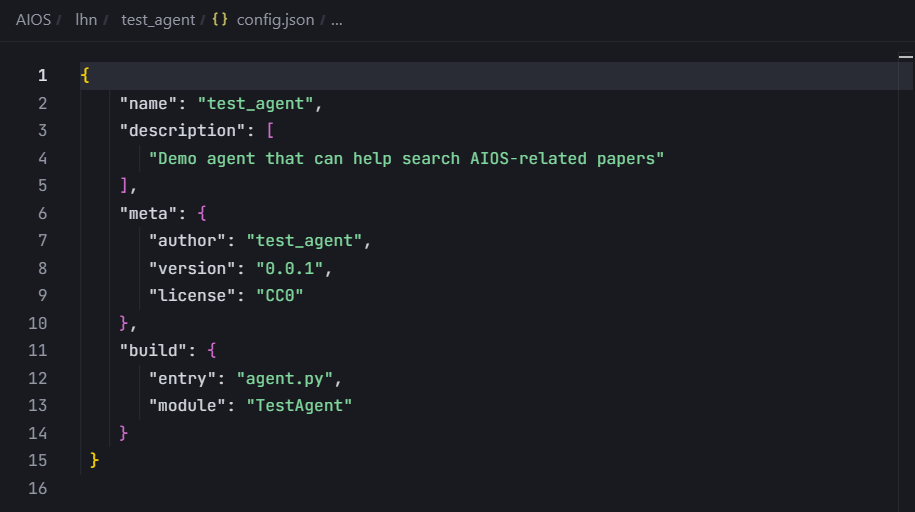 AIOS / lhn / test_agent / {} config.json / ...
1 {
2 "name": "test_agent",
3 "description": [
4 "Demo agent that can help search AIOS-related papers"
5 ],
6 "meta": {
7 "author": "test_agent",
8 "version": "0.0.1",
9 "license": "CC0"
10 },
11 "build": {
12 "entry": "agent.py",
13 "module": "TestAgent"
14 }
15 }
16